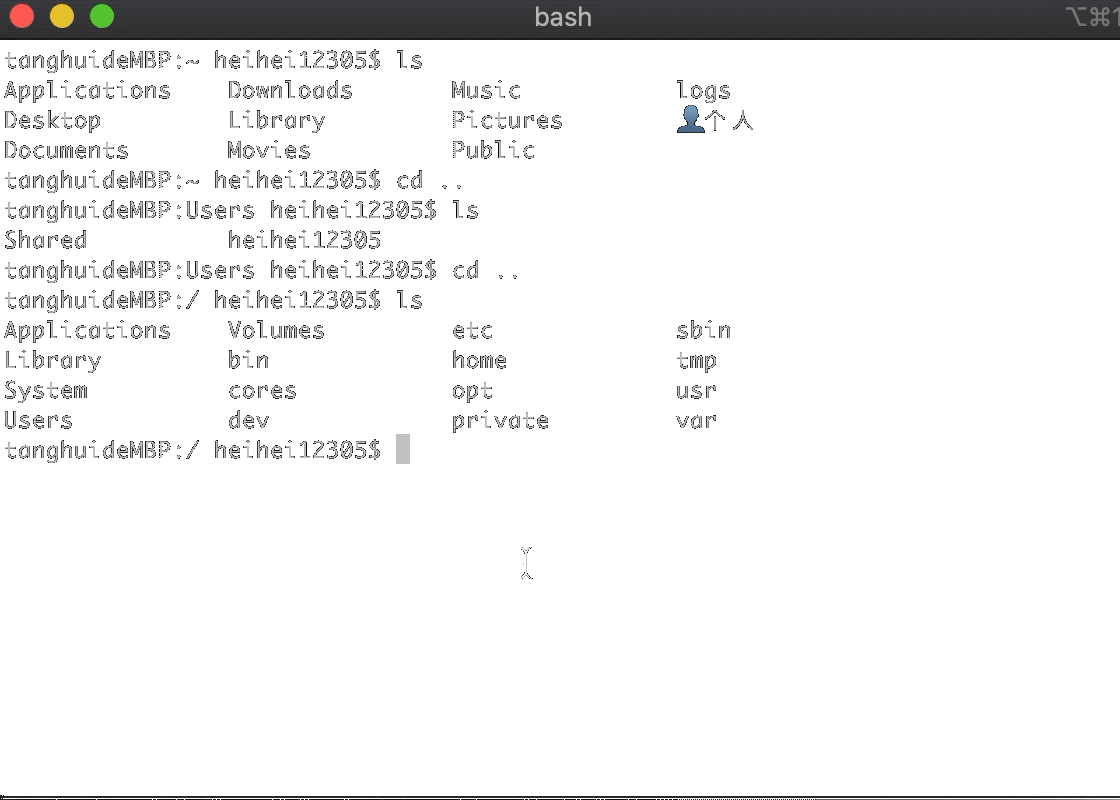 bash ⌥⌘1
tanghuideMBP:~ heihei12305$ ls
Applications Downloads Music logs
Desktop Library Pictures 👤个人
Documents Movies Public
tanghuideMBP:~ heihei12305$ cd ..
tanghuideMBP:Users heihei12305$ ls
Shared heihei12305
tanghuideMBP:Users heihei12305$ cd ..
tanghuideMBP:/ heihei12305$ ls
Applications Volumes etc sbin
Library bin home tmp
System cores opt usr
Users dev private var
tanghuideMBP:/ heihei12305$